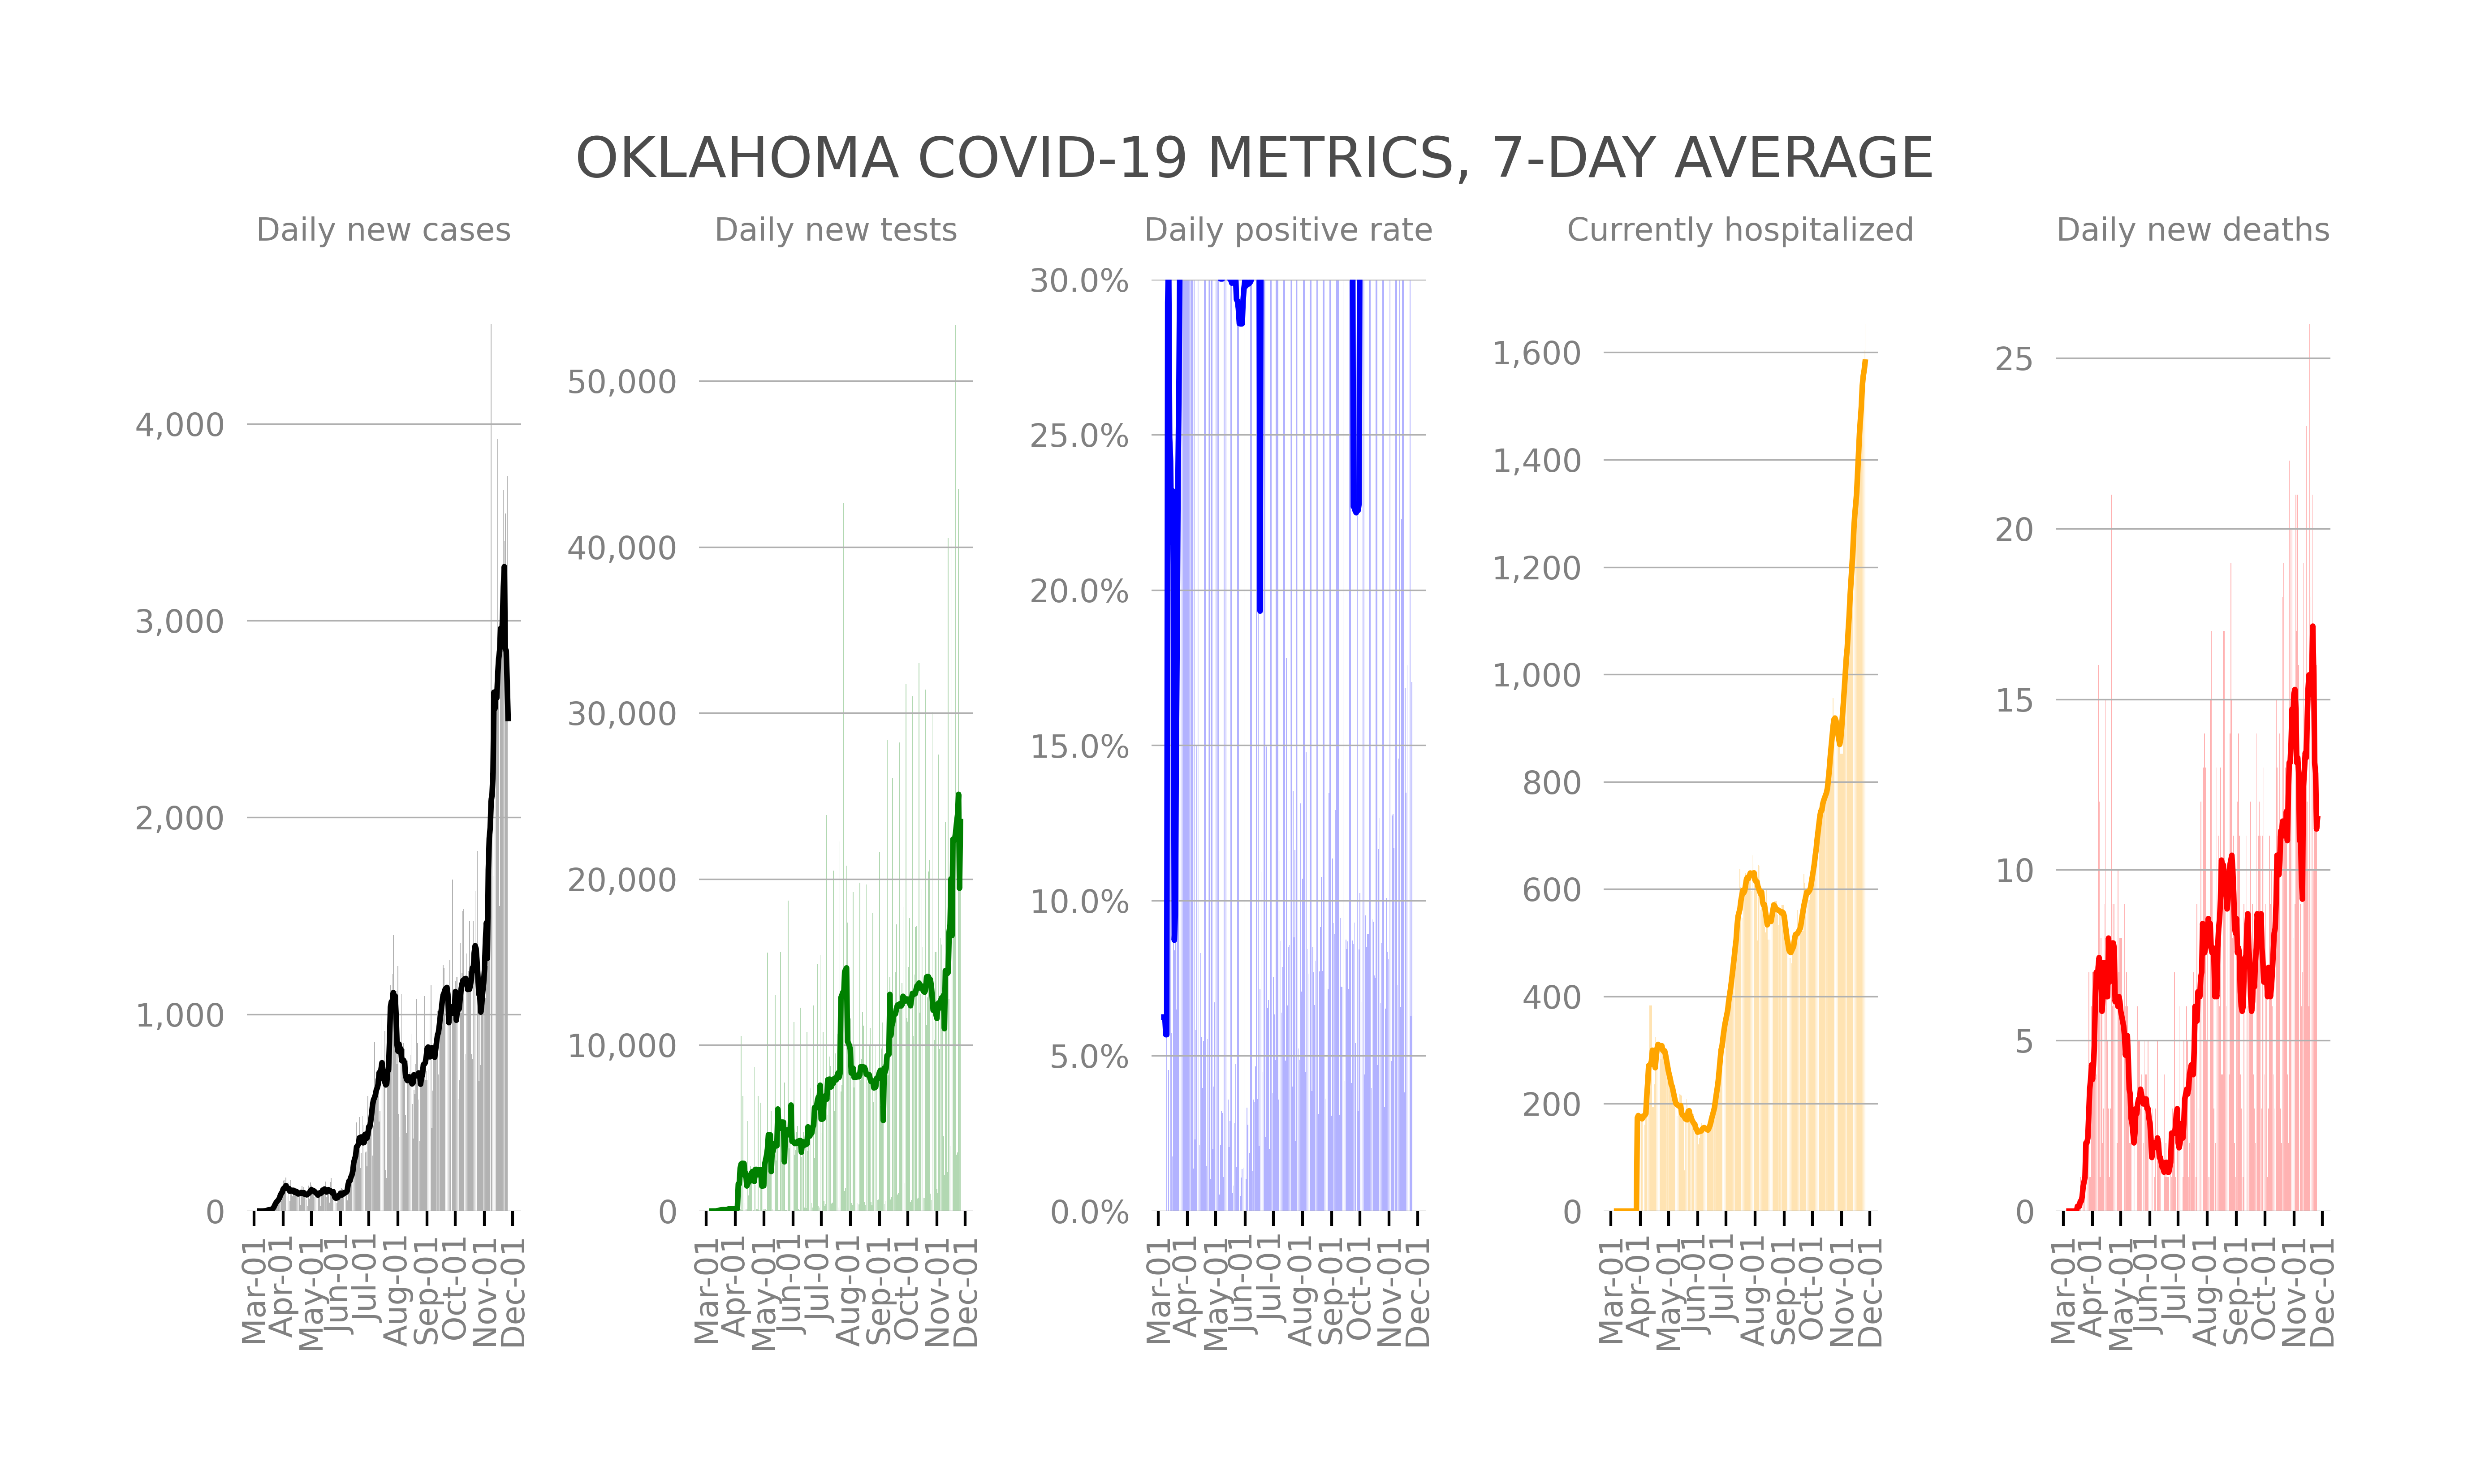 OKLAHOMA COVID-19 METRICS, 7-DAY AVERAGE
Daily new cases
4,000
3,000
2,000
1,000
0
Mar-01
Apr-01
May-01
Jun-01
Jul-01
Aug-01
Sep-01
Oct-01
Nov-01
Dec-01
Daily new tests
50,000
40,000
30,000
20,000
10,000
0
Mar-01
Apr-01
May-01
Jun-01
Jul-01
Aug-01
Sep-01
Oct-01
Nov-01
Dec-01
Daily positive rate
30.0%
25.0%
20.0%
15.0%
10.0%
5.0%
0.0%
Mar-01
Apr-01
May-01
Jun-01
Jul-01
Aug-01
Sep-01
Oct-01
Nov-01
Dec-01
Currently hospitalized
1,600
1,400
1,200
1,000
800
600
400
200
0
Mar-01
Apr-01
May-01
Jun-01
Jul-01
Aug-01
Sep-01
Oct-01
Nov-01
Dec-01
Daily new deaths
25
20
15
10
5
0
Mar-01
Apr-01
May-01
Jun-01
Jul-01
Aug-01
Sep-01
Oct-01
Nov-01
Dec-01